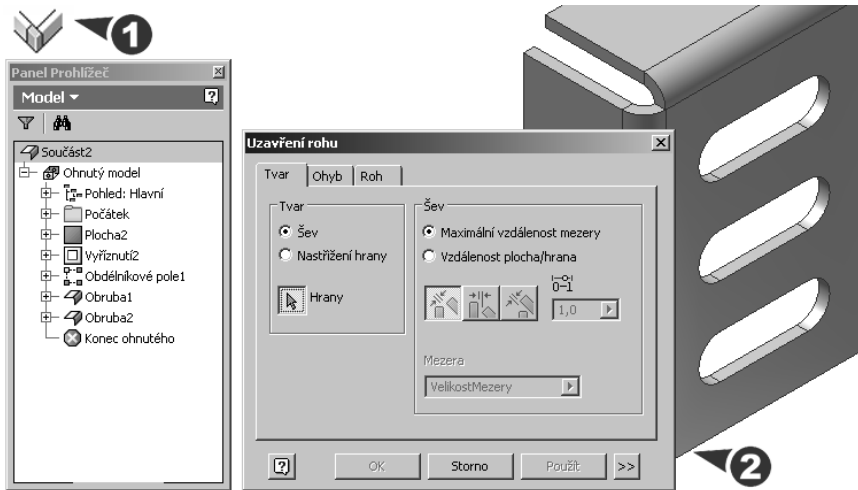 1
Panel Prohlížeč
Model
Součást2
Ohnutý model
Pohled: Hlavní
Počátek
Plocha2
Vyříznutí2
Obdélníkové pole1
Obruba1
Obruba2
Konec ohnutého
Uzavření rohu
Tvar Ohyb Roh
Tvar
Šev
Nastřižení hrany
Hrany
Šev
Maximální vzdálenost mezery
Vzdálenost plocha/hrana
1,0
Mezera
VelikostMezery
OK Storno Použít >>
2